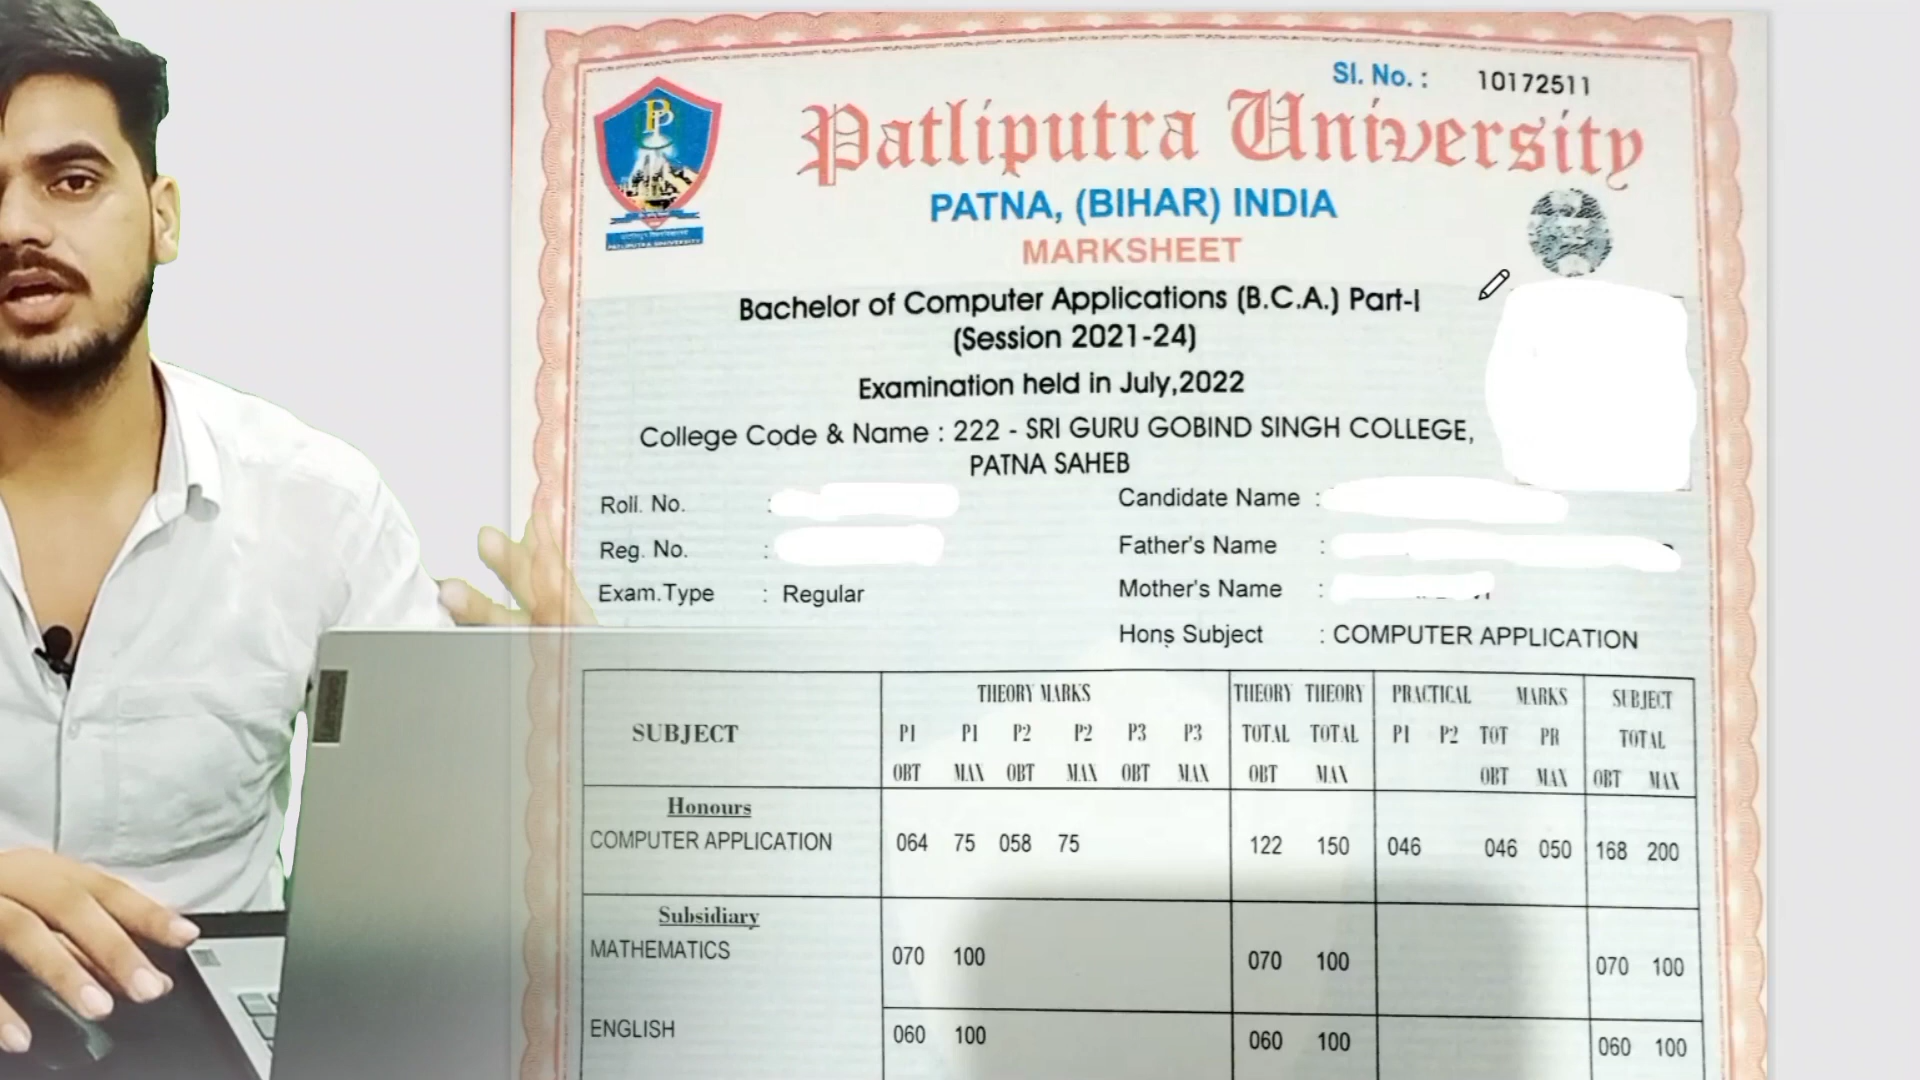 Sl. No. : 10172511
PP
PATLIPUTRA UNIVERSITY
Patliputra University
PATNA, (BIHAR) INDIA
MARKSHEET
Bachelor of Computer Applications (B.C.A.) Part-I
(Session 2021-24)
Examination held in July,2022
College Code & Name : 222 - SRI GURU GOBIND SINGH COLLEGE,
PATNA SAHEB
Roll. No. : Candidate Name :
Reg. No. : Father's Name :
Exam.Type : Regular Mother's Name :
Hons Subject : COMPUTER APPLICATION
THEORY MARKS THEORY THEORY PRACTICAL MARKS SUBJECT
SUBJECT P1 P1 P2 P2 P3 P3 TOTAL TOTAL P1 P2 TOT PR TOTAL
OBT MAX OBT MAX OBT MAX OBT MAX OBT MAX OBT MAX
Honours
COMPUTER APPLICATION 064 75 058 75 122 150 046 046 050 168 200
Subsidiary
MATHEMATICS 070 100 070 100 070 100
ENGLISH 060 100 060 100 060 100